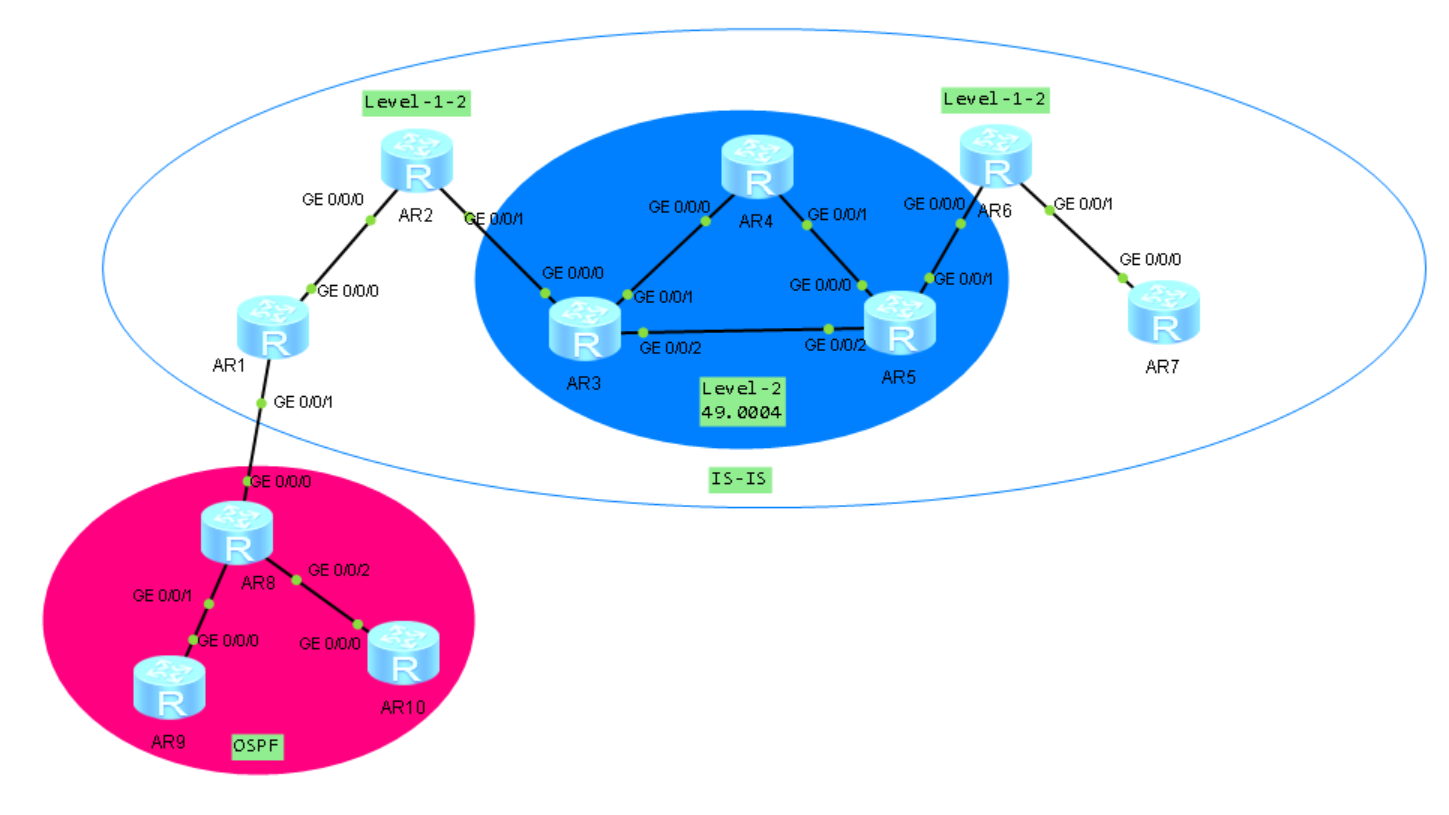 Level-1-2
Level-1-2
R
AR2
GE 0/0/0
GE 0/0/1
R
AR4
GE 0/0/0
GE 0/0/1
R
AR6
GE 0/0/0
GE 0/0/1
GE 0/0/0
R
AR7
GE 0/0/0
R
AR1
GE 0/0/1
GE 0/0/0
GE 0/0/1
GE 0/0/2
R
AR3
GE 0/0/0
GE 0/0/1
GE 0/0/2
R
AR5
Level-2
49.0004
IS-IS
GE 0/0/0
R
AR8
GE 0/0/1
GE 0/0/2
GE 0/0/0
R
AR9
GE 0/0/0
R
AR10
OSPF